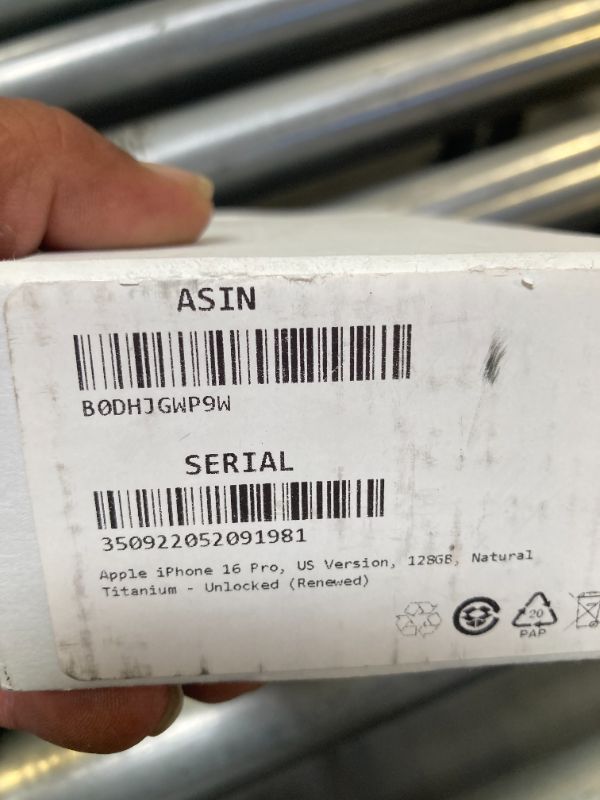 ASIN
B0DHJGWP9W
SERIAL
350922052091981
Apple iPhone 16 Pro, US Version, 128GB, Natural
Titanium - Unlocked (Renewed)
20
PAP